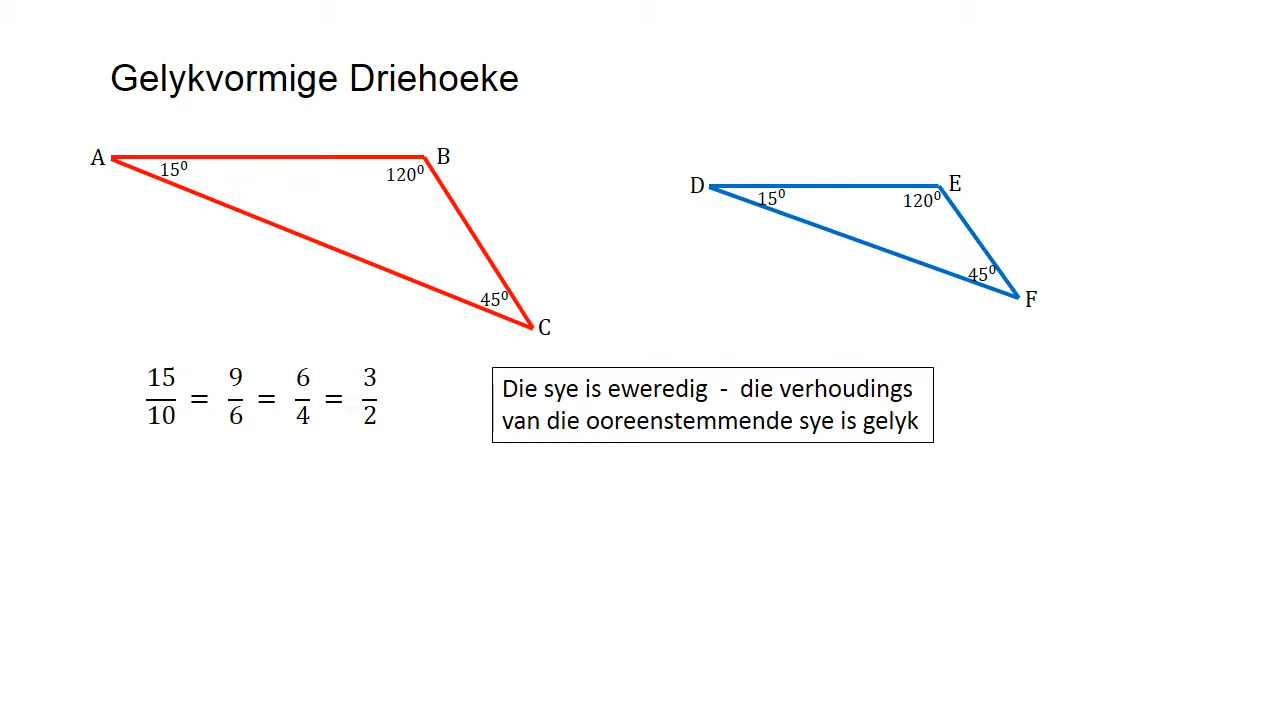 Gelykvormige Driehoeke
A 15⁰ 120⁰ B
45⁰ C
D 15⁰ 120⁰ E
45⁰ F
15/10 = 9/6 = 6/4 = 3/2
Die sye is eweredig - die verhoudings
van die ooreenstemmende sye is gelyk